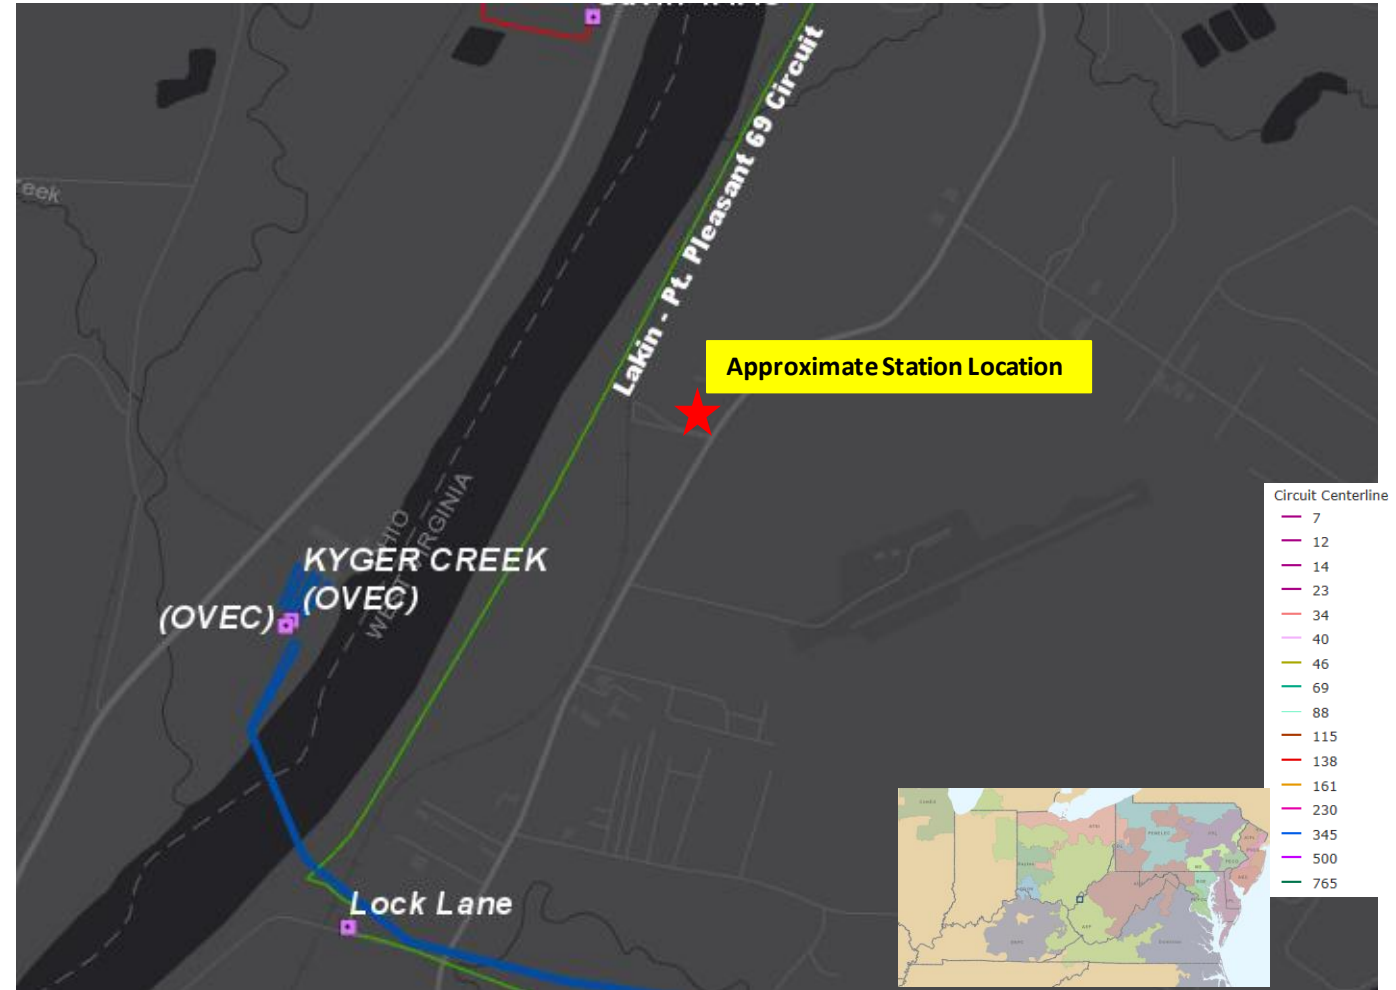 Lakin - Pt. Pleasant 69 Circuit
eek
Approximate Station Location
OHIO
WEST VIRGINIA
KYGER CREEK
(OVEC)
(OVEC)
Lock Lane
Circuit Centerline
7
12
14
23
34
40
46
69
88
115
138
161
230
345
500
765